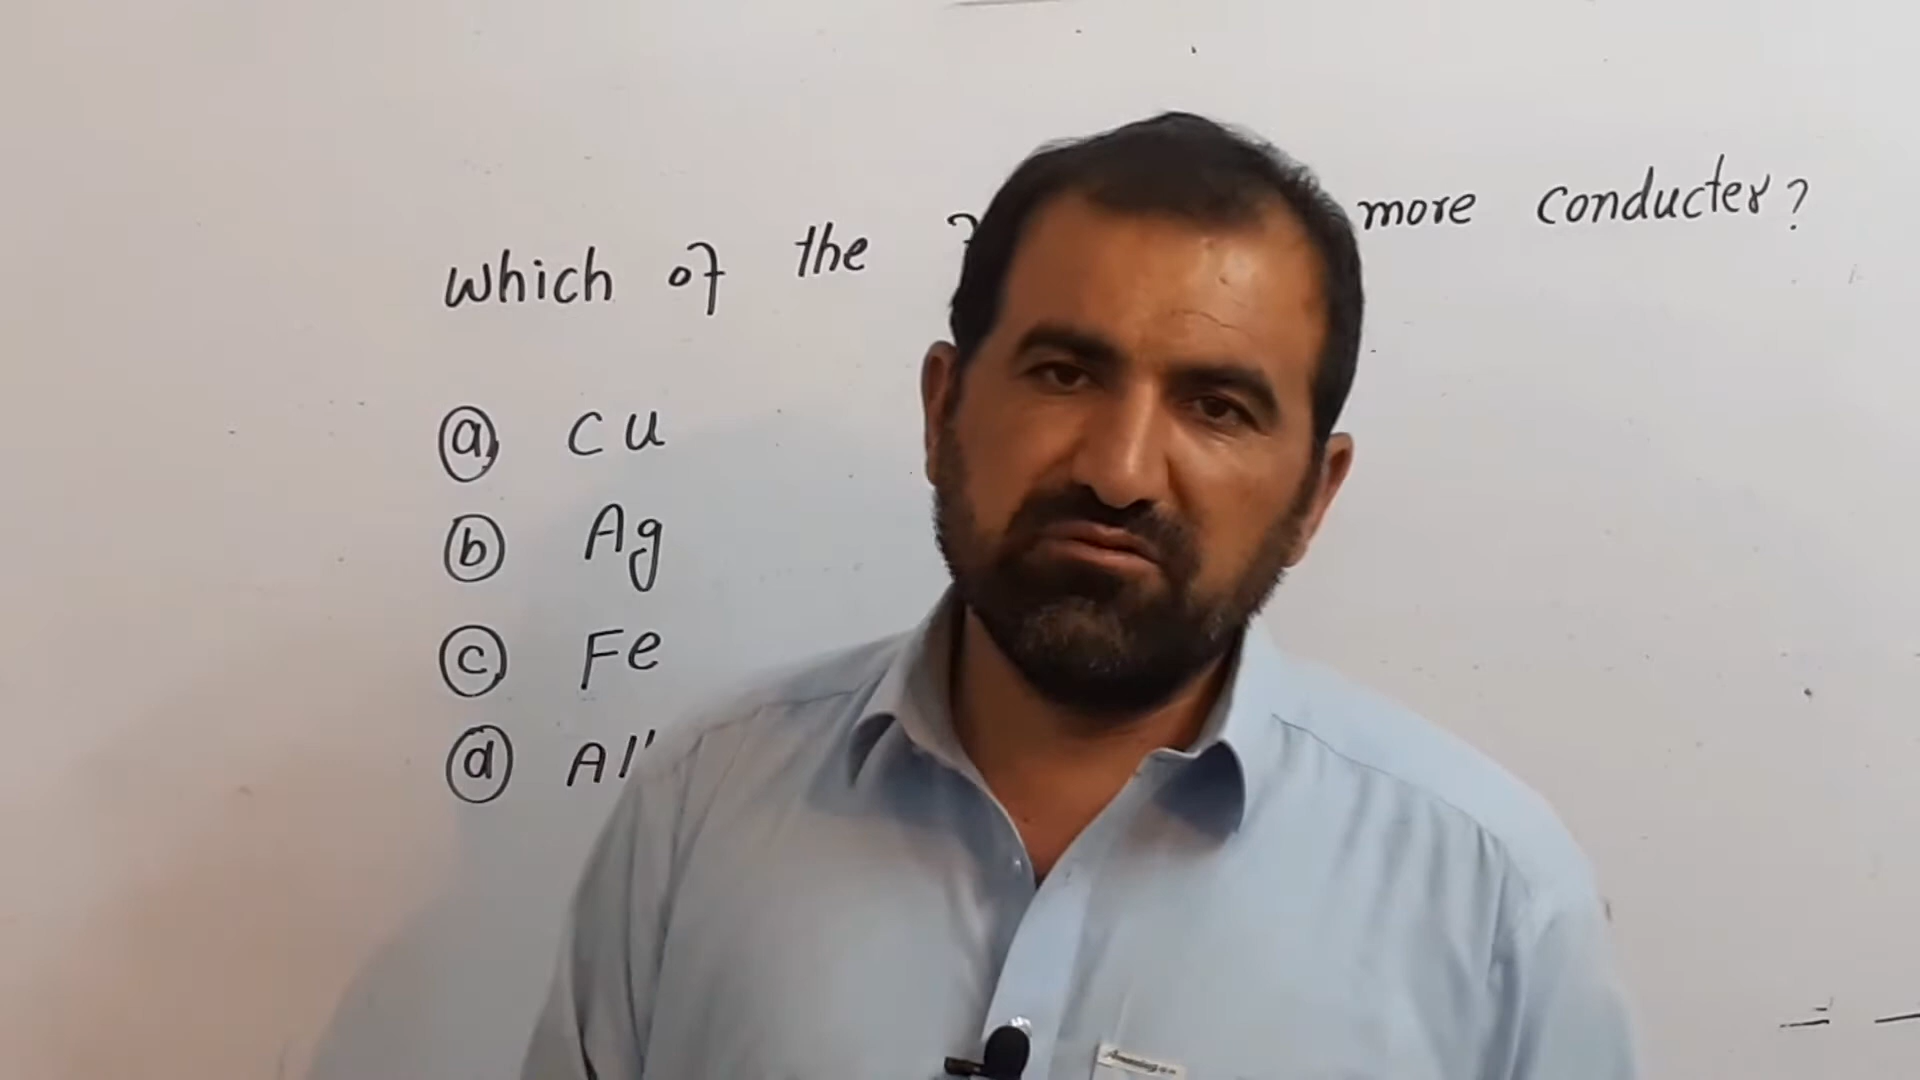 which of the more conducter?
(a) Cu
(b) Ag
(c) Fe
(d) Al